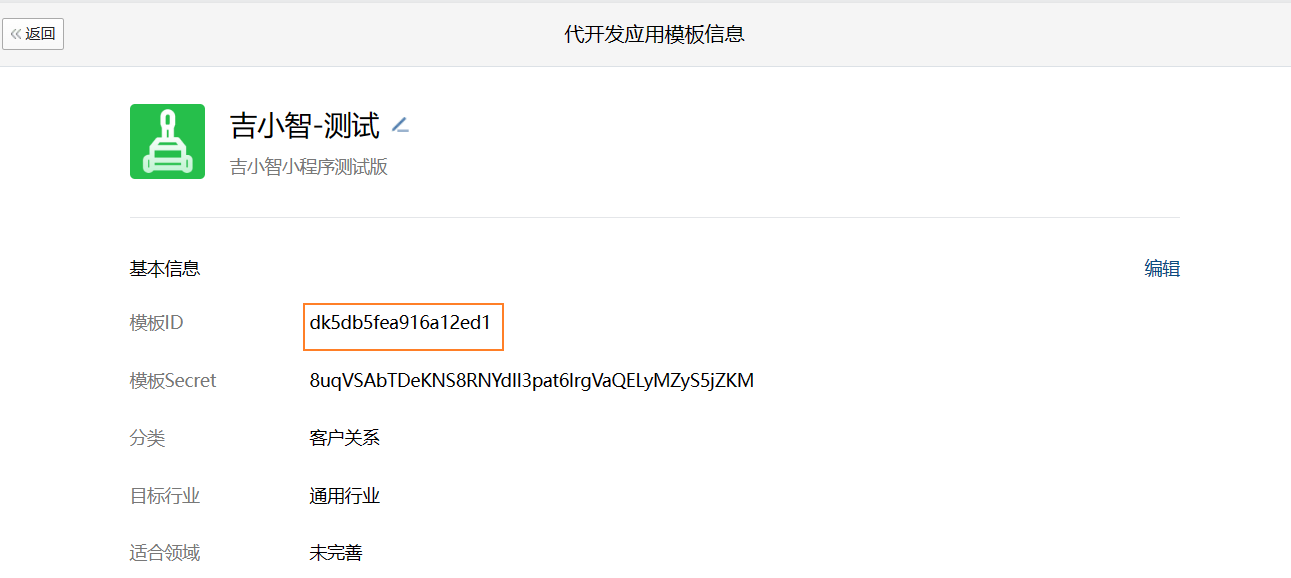 返回
代开发应用模板信息
吉小智-测试
吉小智小程序测试版
基本信息
编辑
模板ID
dk5db5fea916a12ed1
模板Secret
8uqVSAbTDeKNS8RNYdII3pat6IrgVaQELyMZyS5jZKM
分类
客户关系
目标行业
通用行业
适合领域
未完善